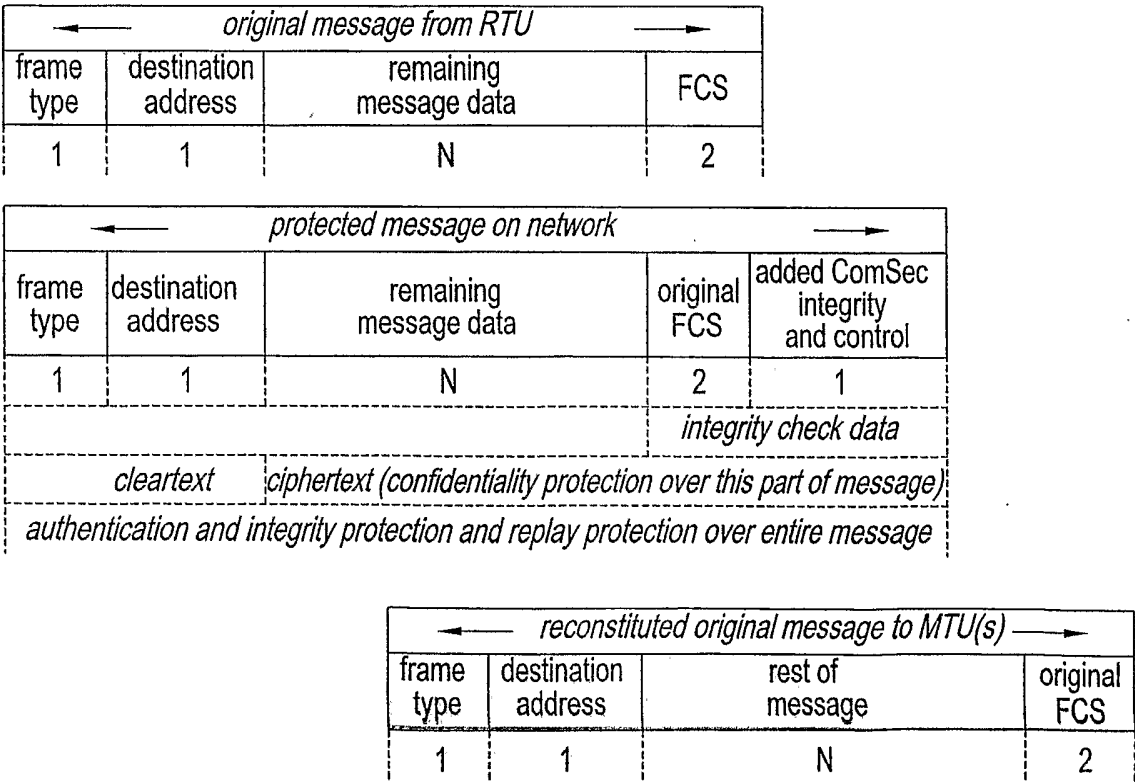 original message from RTU
frame type destination address remaining message data FCS
1 1 N 2
protected message on network
frame type destination address remaining message data original FCS added ComSec integrity and control
1 1 N 2 1
integrity check data
cleartext ciphertext (confidentiality protection over this part of message)
authentication and integrity protection and replay protection over entire message
reconstituted original message to MTU(s)
frame type destination address rest of message original FCS
1 1 N 2